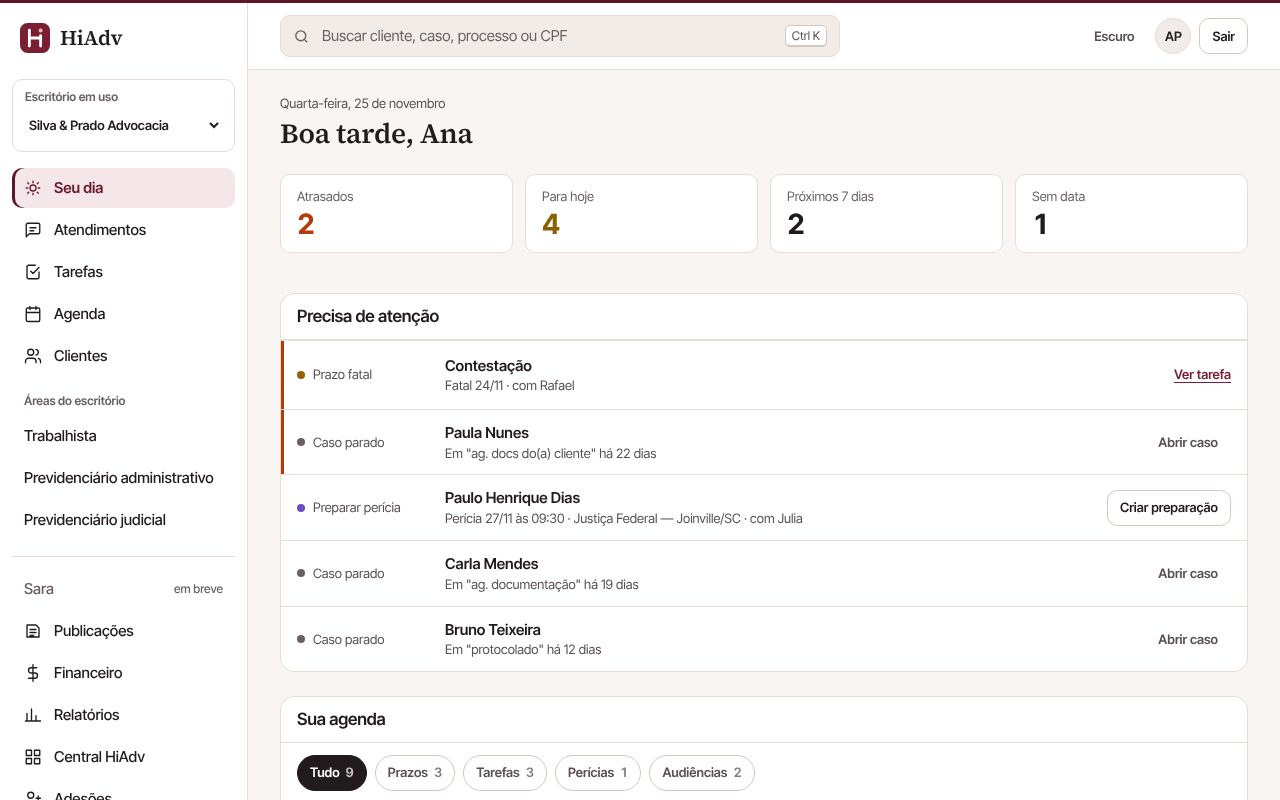 HiAdv
Buscar cliente, caso, processo ou CPF
Ctrl K
Escuro
AP
Sair
Escritório em uso
Silva & Prado Advocacia
Seu dia
Atendimentos
Tarefas
Agenda
Clientes
Áreas do escritório
Trabalhista
Previdenciário administrativo
Previdenciário judicial
Sara
em breve
Publicações
Financeiro
Relatórios
Central HiAdv
Adesões
Quarta-feira, 25 de novembro
Boa tarde, Ana
Atrasados
2
Para hoje
4
Próximos 7 dias
2
Sem data
1
Precisa de atenção
Prazo fatal
Contestação
Fatal 24/11 · com Rafael
Ver tarefa
Caso parado
Paula Nunes
Em "ag. docs do(a) cliente" há 22 dias
Abrir caso
Preparar perícia
Paulo Henrique Dias
Perícia 27/11 às 09:30 · Justiça Federal — Joinville/SC · com Julia
Criar preparação
Caso parado
Carla Mendes
Em "ag. documentação" há 19 dias
Abrir caso
Caso parado
Bruno Teixeira
Em "protocolado" há 12 dias
Abrir caso
Sua agenda
Tudo 9
Prazos 3
Tarefas 3
Perícias 1
Audiências 2